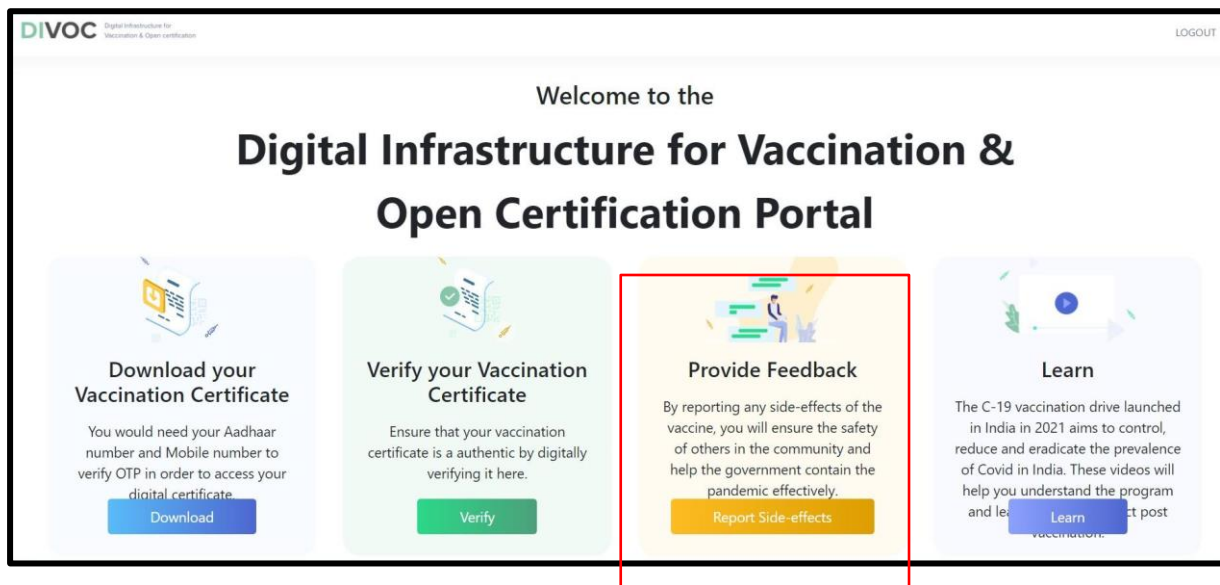 DIVOC
Digital Infrastructure for
Vaccination & Open certification
LOGOUT
Welcome to the
Digital Infrastructure for Vaccination &
Open Certification Portal
Download your
Vaccination Certificate
You would need your Aadhaar
number and Mobile number to
verify OTP in order to access your
digital certificate.
Download
Verify your Vaccination
Certificate
Ensure that your vaccination
certificate is a authentic by digitally
verifying it here.
Verify
Provide Feedback
By reporting any side-effects of the
vaccine, you will ensure the safety
of others in the community and
help the government contain the
pandemic effectively.
Report Side-effects
Learn
The C-19 vaccination drive launched
in India in 2021 aims to control,
reduce and eradicate the prevalence
of Covid in India. These videos will
help you understand the program
and post
vaccination.
Learn